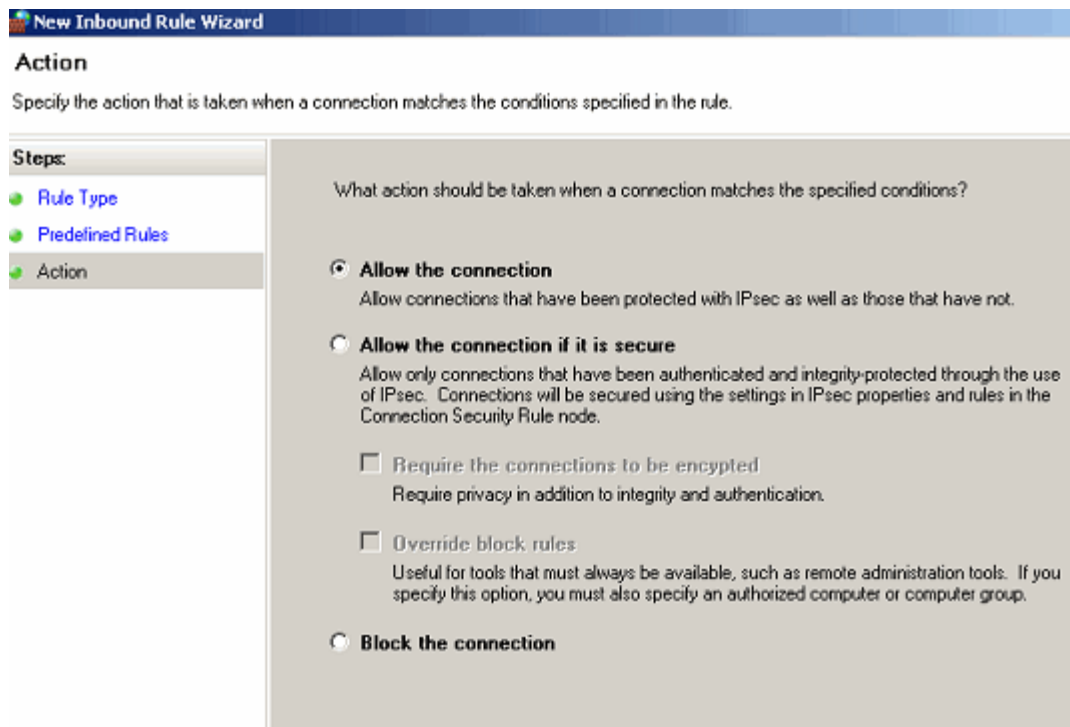 New Inbound Rule Wizard
Action
Specify the action that is taken when a connection matches the conditions specified in the rule.
Steps:
Rule Type
Predefined Rules
Action
What action should be taken when a connection matches the specified conditions?
Allow the connection
Allow connections that have been protected with IPsec as well as those that have not.
Allow the connection if it is secure
Allow only connections that have been authenticated and integrity-protected through the use
of IPsec. Connections will be secured using the settings in IPsec properties and rules in the
Connection Security Rule node.
Require the connections to be encypted
Require privacy in addition to integrity and authentication.
Override block rules
Useful for tools that must always be available, such as remote administration tools. If you
specify this option, you must also specify an authorized computer or computer group.
Block the connection